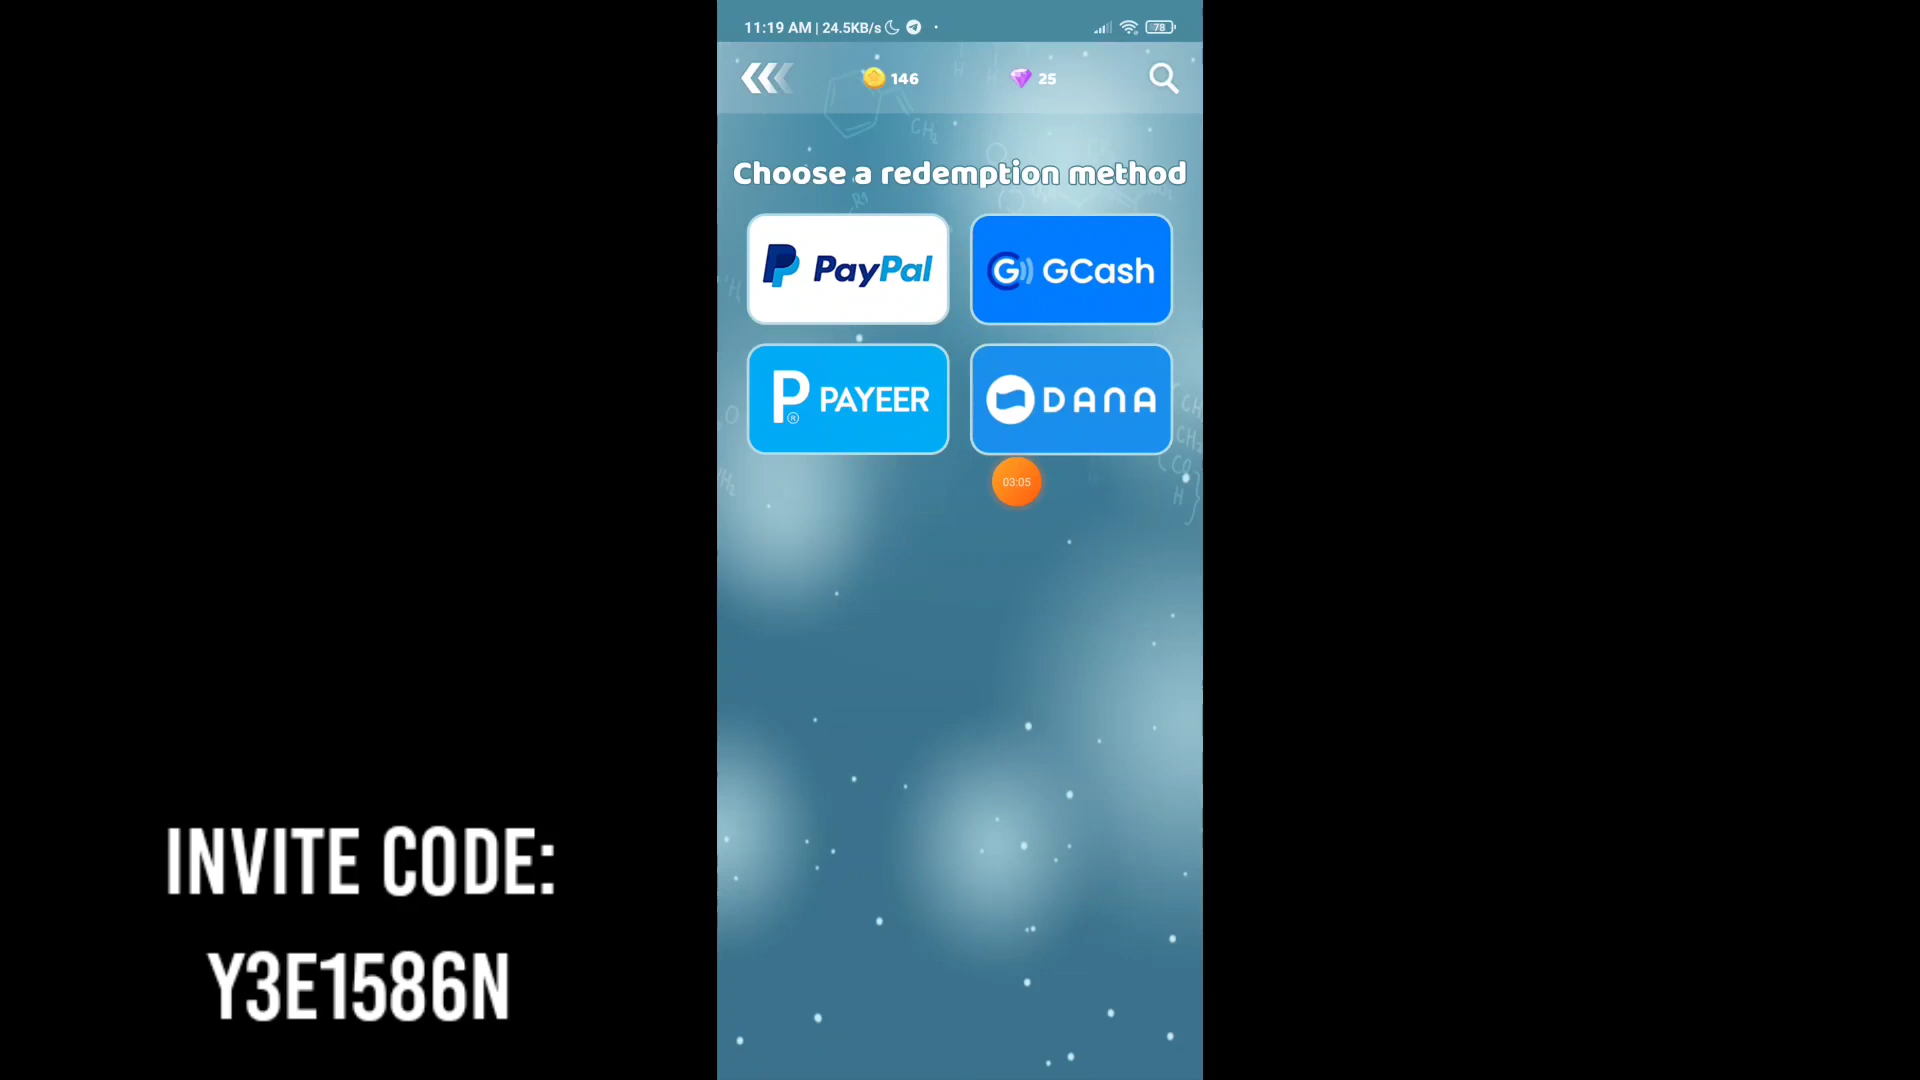 11:19 AM | 24.5KB/s
78
146
25
Choose a redemption method
PayPal
GCash
PAYEER
DANA
03:05
INVITE CODE:
Y3E1586N